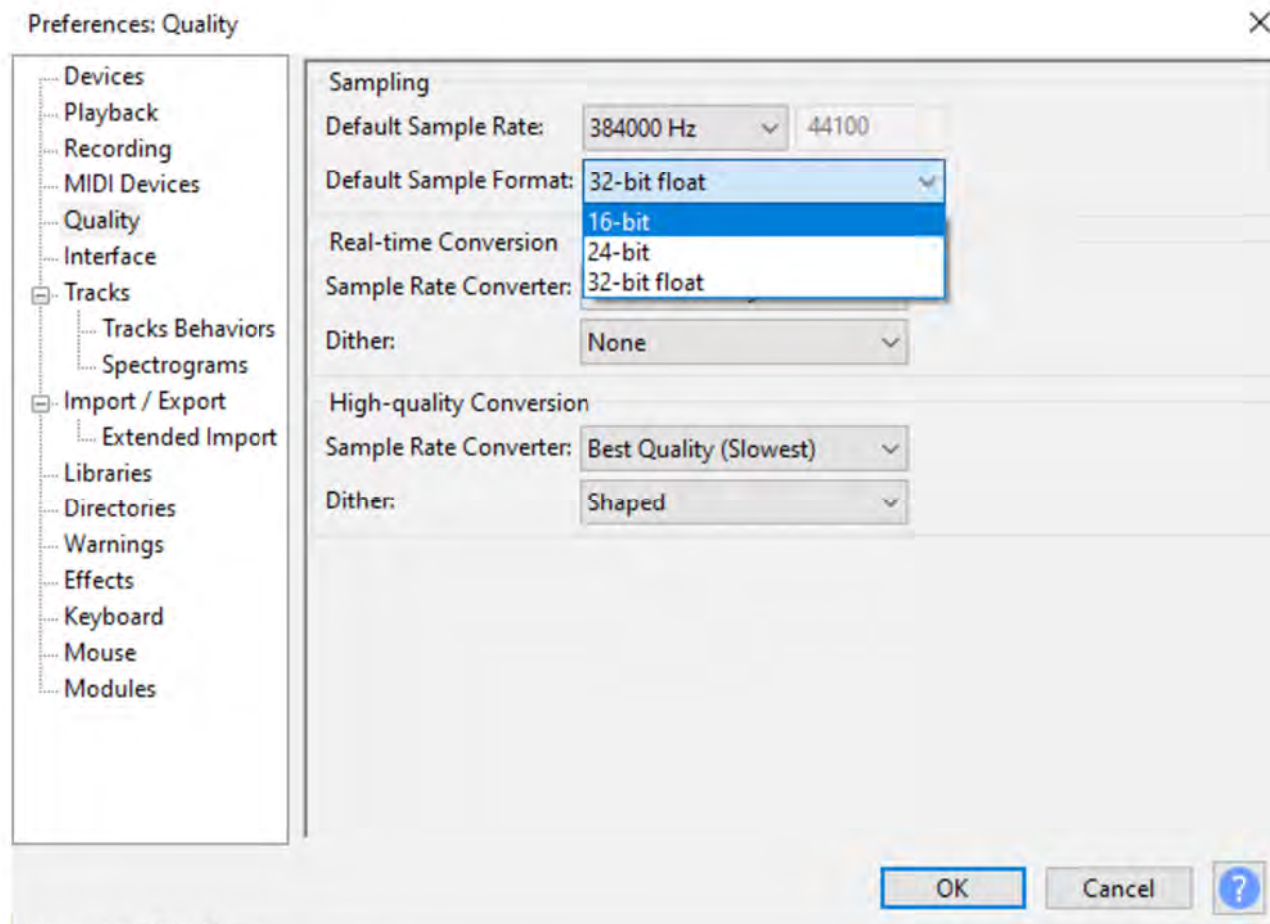 Preferences: Quality
Devices
Playback
Recording
MIDI Devices
Quality
Interface
Tracks
Tracks Behaviors
Spectrograms
Import / Export
Extended Import
Libraries
Directories
Warnings
Effects
Keyboard
Mouse
Modules
Sampling
Default Sample Rate: 384000 Hz 44100
Default Sample Format: 32-bit float
16-bit
24-bit
32-bit float
Real-time Conversion
Sample Rate Converter:
Dither: None
High-quality Conversion
Sample Rate Converter: Best Quality (Slowest)
Dither: Shaped
OK Cancel ?